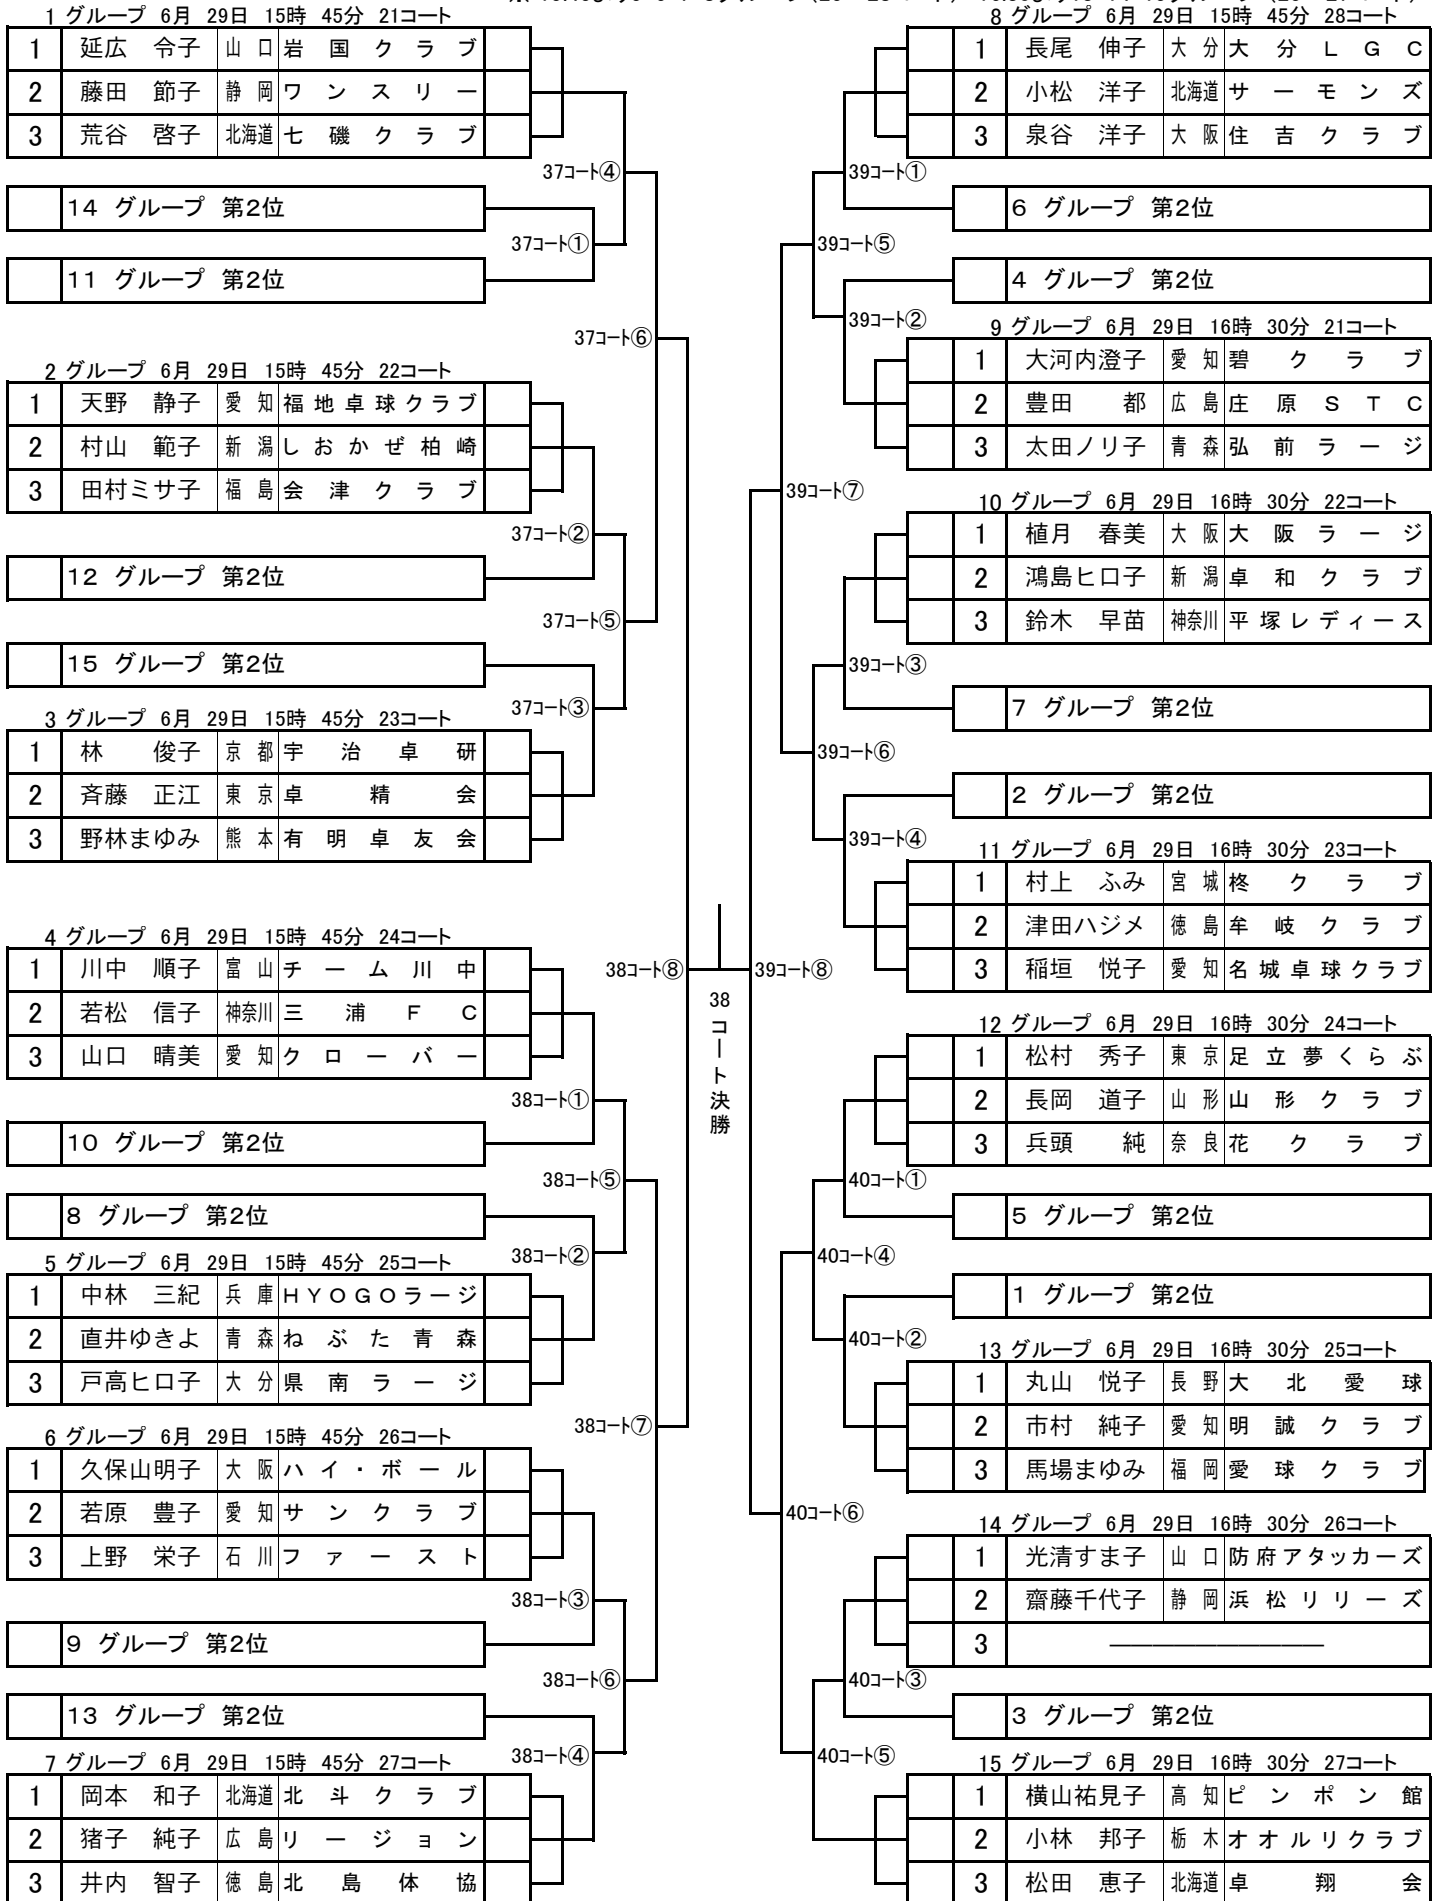 1 グループ 6月 29日 15時 45分 21コート
1 延広 令子 山口 岩国クラブ
2 藤田 節子 静岡 ワンスリー
3 荒谷 啓子 北海道 七磯クラブ
37コート④
14 グループ 第2位
37コート①
11 グループ 第2位
37コート⑥
2 グループ 6月 29日 15時 45分 22コート
1 天野 静子 愛知 福地卓球クラブ
2 村山 範子 新潟 しおかぜ柏崎
3 田村ミサ子 福島 会津クラブ
37コート②
12 グループ 第2位
37コート⑤
15 グループ 第2位
37コート③
3 グループ 6月 29日 15時 45分 23コート
1 林 俊子 京都 宇治卓研
2 斉藤 正江 東京 卓精会
3 野林まゆみ 熊本 有明卓友会
4 グループ 6月 29日 15時 45分 24コート
1 川中 順子 富山 チーム川中
2 若松 信子 神奈川 三浦FC
3 山口 晴美 愛知 クローバー
38コート⑧
38コート①
10 グループ 第2位
38コート⑤
8 グループ 第2位
38コート②
5 グループ 6月 29日 15時 45分 25コート
1 中林 三紀 兵庫 HYOGOラージ
2 直井ゆきよ 青森 ねぶた青森
3 戸高ヒロ子 大分 県南ラージ
38コート⑦
6 グループ 6月 29日 15時 45分 26コート
1 久保山明子 大阪 ハイ・ボール
2 若原 豊子 愛知 サンクラブ
3 上野 栄子 石川 ファースト
38コート③
9 グループ 第2位
38コート⑥
13 グループ 第2位
38コート④
7 グループ 6月 29日 15時 45分 27コート
1 岡本 和子 北海道 北斗クラブ
2 猪子 純子 広島 リージョン
3 井内 智子 徳島 北島体協
38コート決勝
8 グループ 6月 29日 15時 45分 28コート
1 長尾 伸子 大分 大分LGC
2 小松 洋子 北海道 サーモンズ
3 泉谷 洋子 大阪 住吉クラブ
39コート①
6 グループ 第2位
39コート⑤
4 グループ 第2位
39コート②
9 グループ 6月 29日 16時 30分 21コート
1 大河内澄子 愛知 碧クラブ
2 豊田 都 広島 庄原STC
3 太田ノリ子 青森 弘前ラージ
39コート⑦
10 グループ 6月 29日 16時 30分 22コート
1 植月 春美 大阪 大阪ラージ
2 鴻島ヒロ子 新潟 卓和クラブ
3 鈴木 早苗 神奈川 平塚レディース
39コート③
7 グループ 第2位
39コート⑥
2 グループ 第2位
39コート④
11 グループ 6月 29日 16時 30分 23コート
1 村上 ふみ 宮城 柊クラブ
2 津田ハジメ 徳島 牟岐クラブ
3 稲垣 悦子 愛知 名城卓球クラブ
39コート⑧
12 グループ 6月 29日 16時 30分 24コート
1 松村 秀子 東京 足立夢くらぶ
2 長岡 道子 山形 山形クラブ
3 兵頭 純 奈良 花クラブ
40コート①
5 グループ 第2位
40コート④
1 グループ 第2位
40コート②
13 グループ 6月 29日 16時 30分 25コート
1 丸山 悦子 長野 大北愛球
2 市村 純子 愛知 明誠クラブ
3 馬場まゆみ 福岡 愛球クラブ
40コート⑥
14 グループ 6月 29日 16時 30分 26コート
1 光清すま子 山口 防府アタッカーズ
2 齋藤千代子 静岡 浜松リリーズ
3 ――――――――――
40コート③
3 グループ 第2位
40コート⑤
15 グループ 6月 29日 16時 30分 27コート
1 横山祐見子 高知 ピンポン館
2 小林 邦子 栃木 オオルリクラブ
3 松田 恵子 北海道 卓翔会